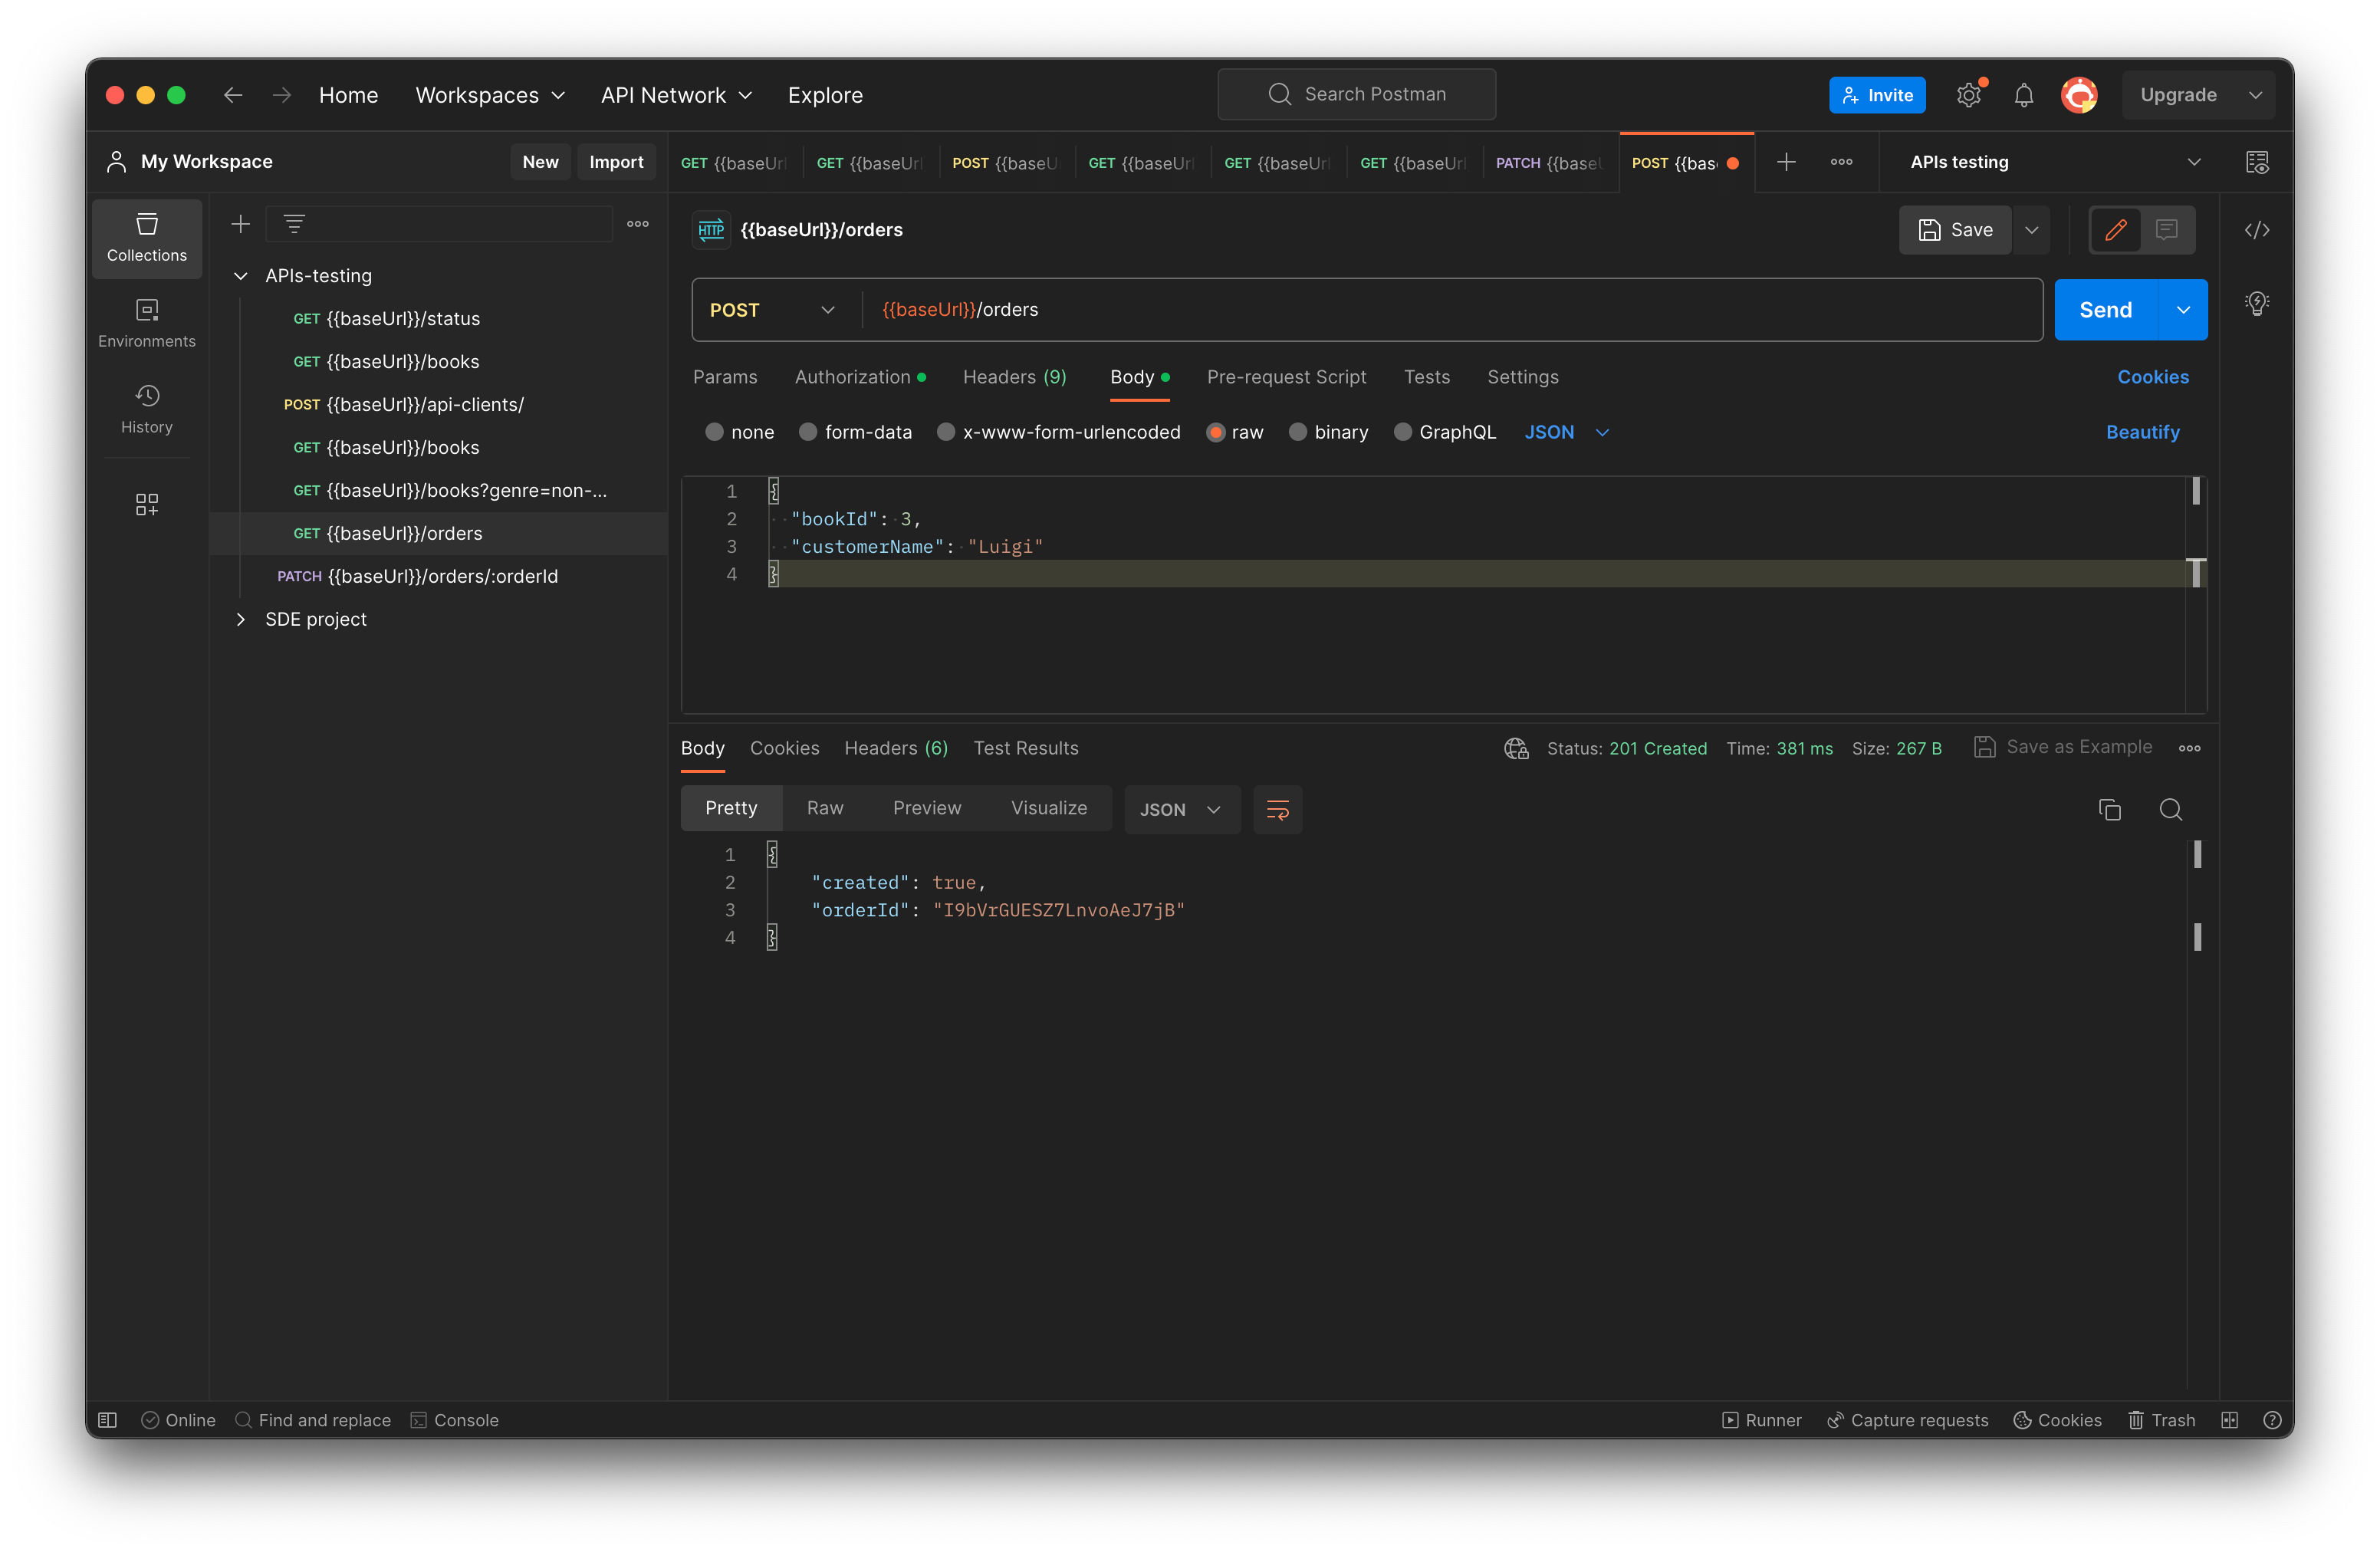 Home Workspaces API Network Explore Search Postman Invite Upgrade
My Workspace New Import GET {{baseUrl GET {{baseUrl POST {{baseU GET {{baseUrl GET {{baseUrl GET {{baseUrl PATCH {{baseU POST {{bas APIs testing
Collections
Environments
History
APIs-testing
GET {{baseUrl}}/status
GET {{baseUrl}}/books
POST {{baseUrl}}/api-clients/
GET {{baseUrl}}/books
GET {{baseUrl}}/books?genre=non-...
GET {{baseUrl}}/orders
PATCH {{baseUrl}}/orders/:orderId
SDE project
HTTP {{baseUrl}}/orders Save
POST {{baseUrl}}/orders Send
Params Authorization Headers (9) Body Pre-request Script Tests Settings Cookies
none form-data x-www-form-urlencoded raw binary GraphQL JSON Beautify
1 {
2 "bookId": 3,
3 "customerName": "Luigi"
4 }
Body Cookies Headers (6) Test Results Status: 201 Created Time: 381 ms Size: 267 B Save as Example
Pretty Raw Preview Visualize JSON
1 {
2 "created": true,
3 "orderId": "I9bVrGUESZ7LnvoAeJ7jB"
4 }
Online Find and replace Console Runner Capture requests Cookies Trash